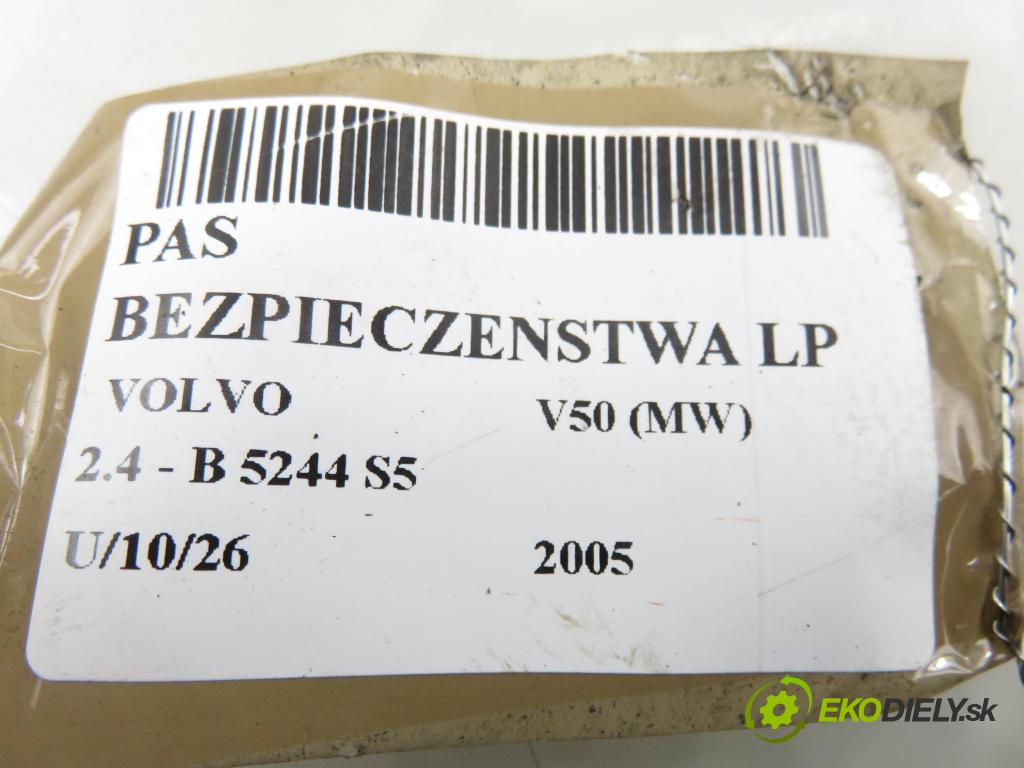 PAS
BEZPIECZENSTWA LP
VOLVO V50 (MW)
2.4 - B 5244 S5
U/10/26 2005
EKODIELY.sk